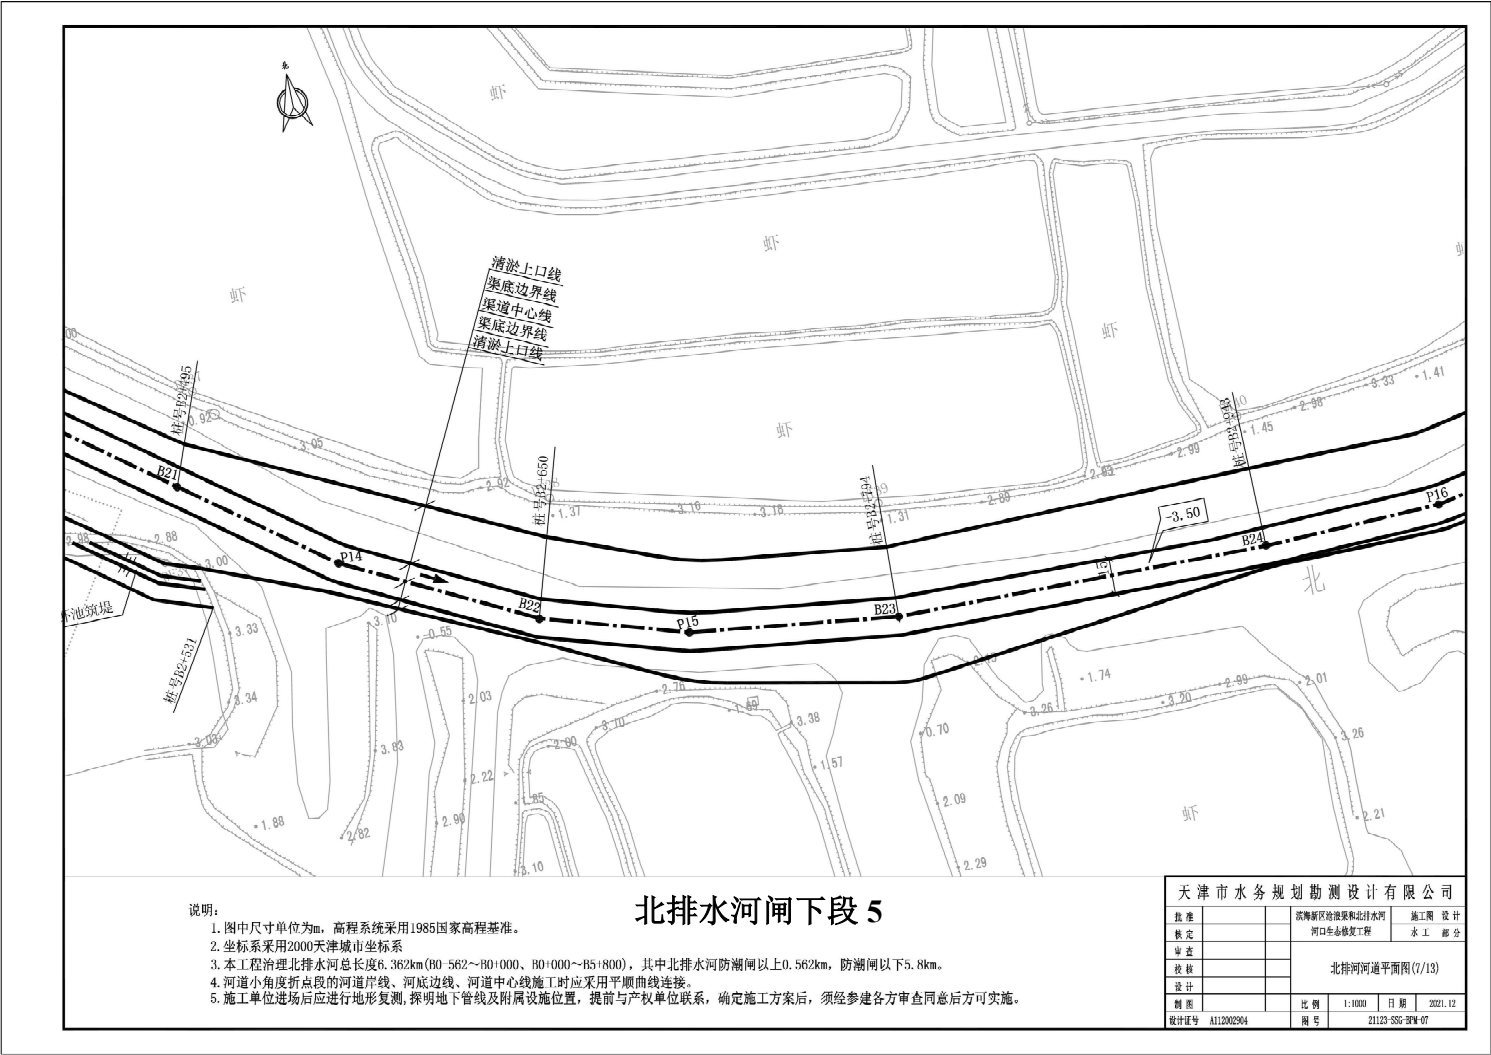 北
虾
虾
虾
虾
虾
虾
清淤上口线
渠底边界线
渠道中心线
渠底边界线
清淤上口线
桩号B2+495
0.92
3.05
B21
2.92
桩号B2+650
1.37
3.16
3.18
1.31
2.89
2.99
1.45
2.98
3.33
1.41
-3.50
P16
B24
15
P14
B22
P15
B23
北
2.98
2.88
3.00
池筑堤
桩号B2+531
3.33
3.34
3.03
3.10
-0.55
2.03
3.83
2.22
2.90
1.88
2.82
2.76
1.89
3.10
3.38
2.00
1.57
1.85
3.10
0.70
2.09
2.29
1.74
3.26
3.20
2.99
2.01
3.26
2.21
虾
北排水河闸下段 5
说明：
1.图中尺寸单位为m，高程系统采用1985国家高程基准。
2.坐标系采用2000天津城市坐标系
3.本工程治理北排水河总长度6.362km(B0-562～B0+000、B0+000～B5+800)，其中北排水河防潮闸以上0.562km，防潮闸以下5.8km。
4.河道小角度折点段的河道岸线、河底边线、河道中心线施工时应采用平顺曲线连接。
5.施工单位进场后应进行地形复测,探明地下管线及附属设施位置，提前与产权单位联系，确定施工方案后，须经参建各方审查同意后方可实施。
天津市水务规划勘测设计有限公司
批 准
滨海新区沧浪渠和北排水河
河口生态修复工程
施工图 设 计
核 定
水 工 部 分
审 查
校 核
北排河河道平面图(7/13)
设 计
制 图
比 例 1:1000 日 期 2021.12
设计证号 A112002904 图 号 21123-SSG-BPM-07